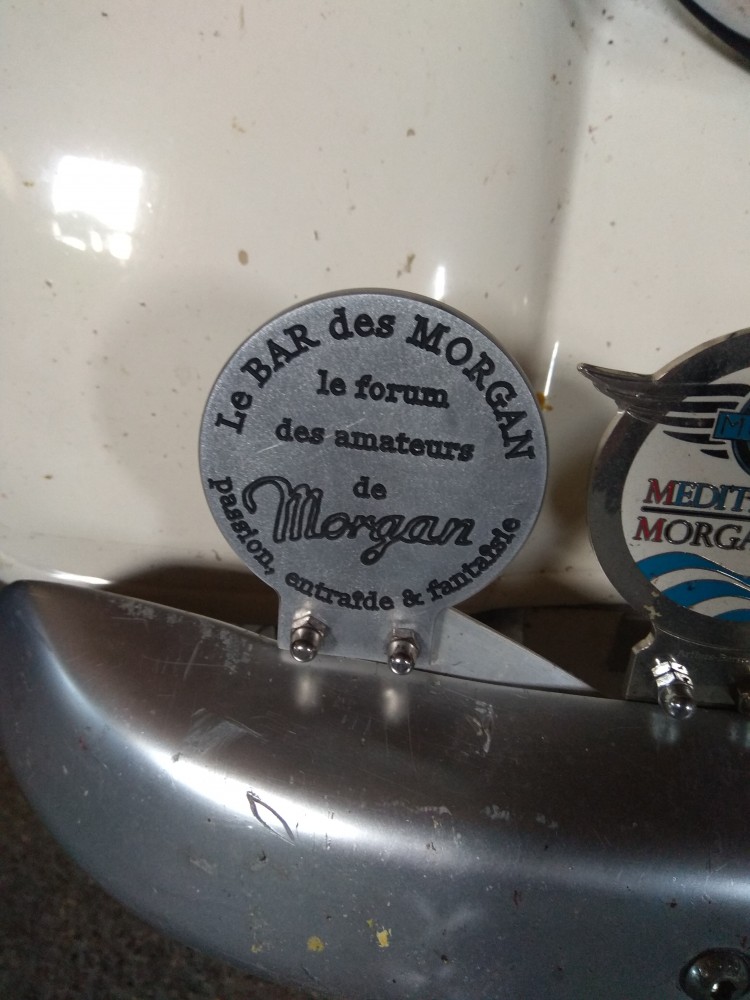 Le BAR des MORGAN
le forum
des amateurs
de
Morgan
passion, entraide & fantaisie
MEDIT
MORGA